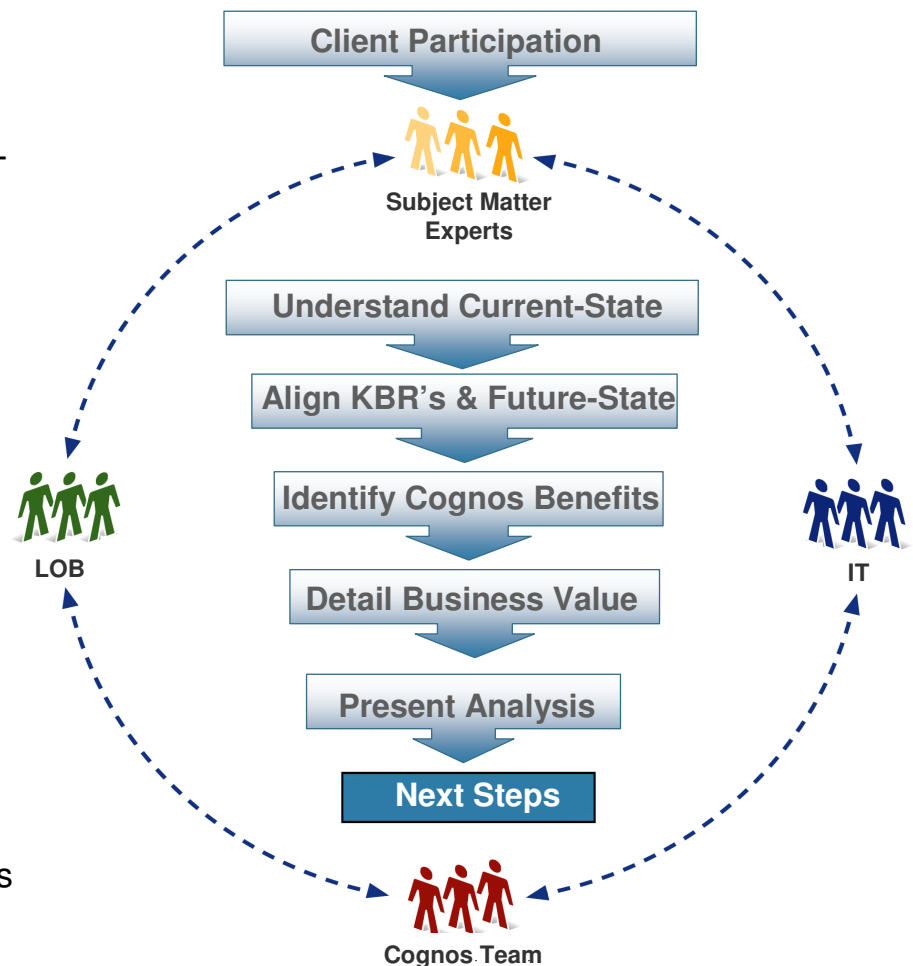 Client Participation
Subject Matter
Experts
Understand Current-State
Align KBR's & Future-State
Identify Cognos Benefits
LOB
IT
Detail Business Value
Present Analysis
Next Steps
s
Cognos Team